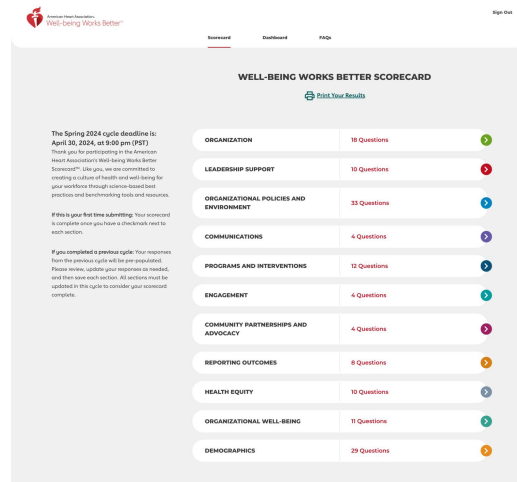 American Heart Association.
Well-being Works Better™
Sign Out
Scorecard
Dashboard
FAQs
WELL-BEING WORKS BETTER SCORECARD
Print Your Results
The Spring 2024 cycle deadline is:
April 30, 2024, at 9:00 pm (PST)
Thank you for participating in the American
Heart Association's Well-being Works Better
Scorecard™. Like you, we are committed to
creating a culture of health and well-being for
your workforce through science-based best
practices and benchmarking tools and resources.
If this is your first time submitting: Your scorecard
is complete once you have a checkmark next to
each section.
If you completed a previous cycle: Your responses
from the previous cycle will be pre-populated.
Please review, update your responses as needed,
and then save each section. All sections must be
updated in this cycle to consider your scorecard
complete.
ORGANIZATION
18 Questions
LEADERSHIP SUPPORT
10 Questions
ORGANIZATIONAL POLICIES AND
ENVIRONMENT
33 Questions
COMMUNICATIONS
4 Questions
PROGRAMS AND INTERVENTIONS
12 Questions
ENGAGEMENT
4 Questions
COMMUNITY PARTNERSHIPS AND
ADVOCACY
4 Questions
REPORTING OUTCOMES
8 Questions
HEALTH EQUITY
10 Questions
ORGANIZATIONAL WELL-BEING
11 Questions
DEMOGRAPHICS
29 Questions